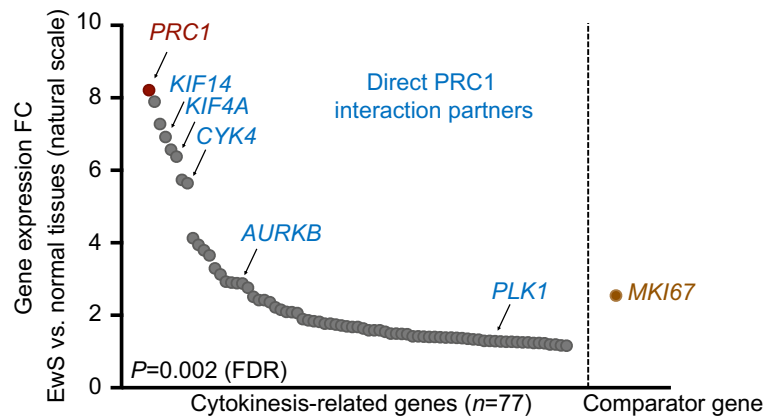 Gene expression FC
EwS vs. normal tissues (natural scale)
10
8
6
4
2
0
PRC1
KIF14
KIF4A
CYK4
AURKB
PLK1
Direct PRC1
interaction partners
MKI67
P=0.002 (FDR)
Cytokinesis-related genes (n=77)
Comparator gene